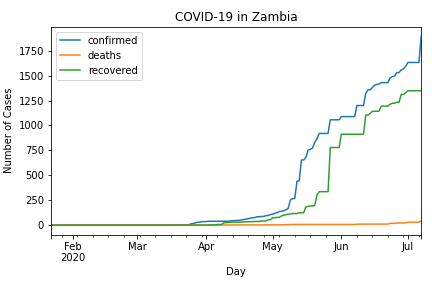 COVID-19 in Zambia
confirmed
deaths
recovered
Number of Cases
1750
1500
1250
1000
750
500
250
0
Feb Mar Apr May Jun Jul
2020
Day